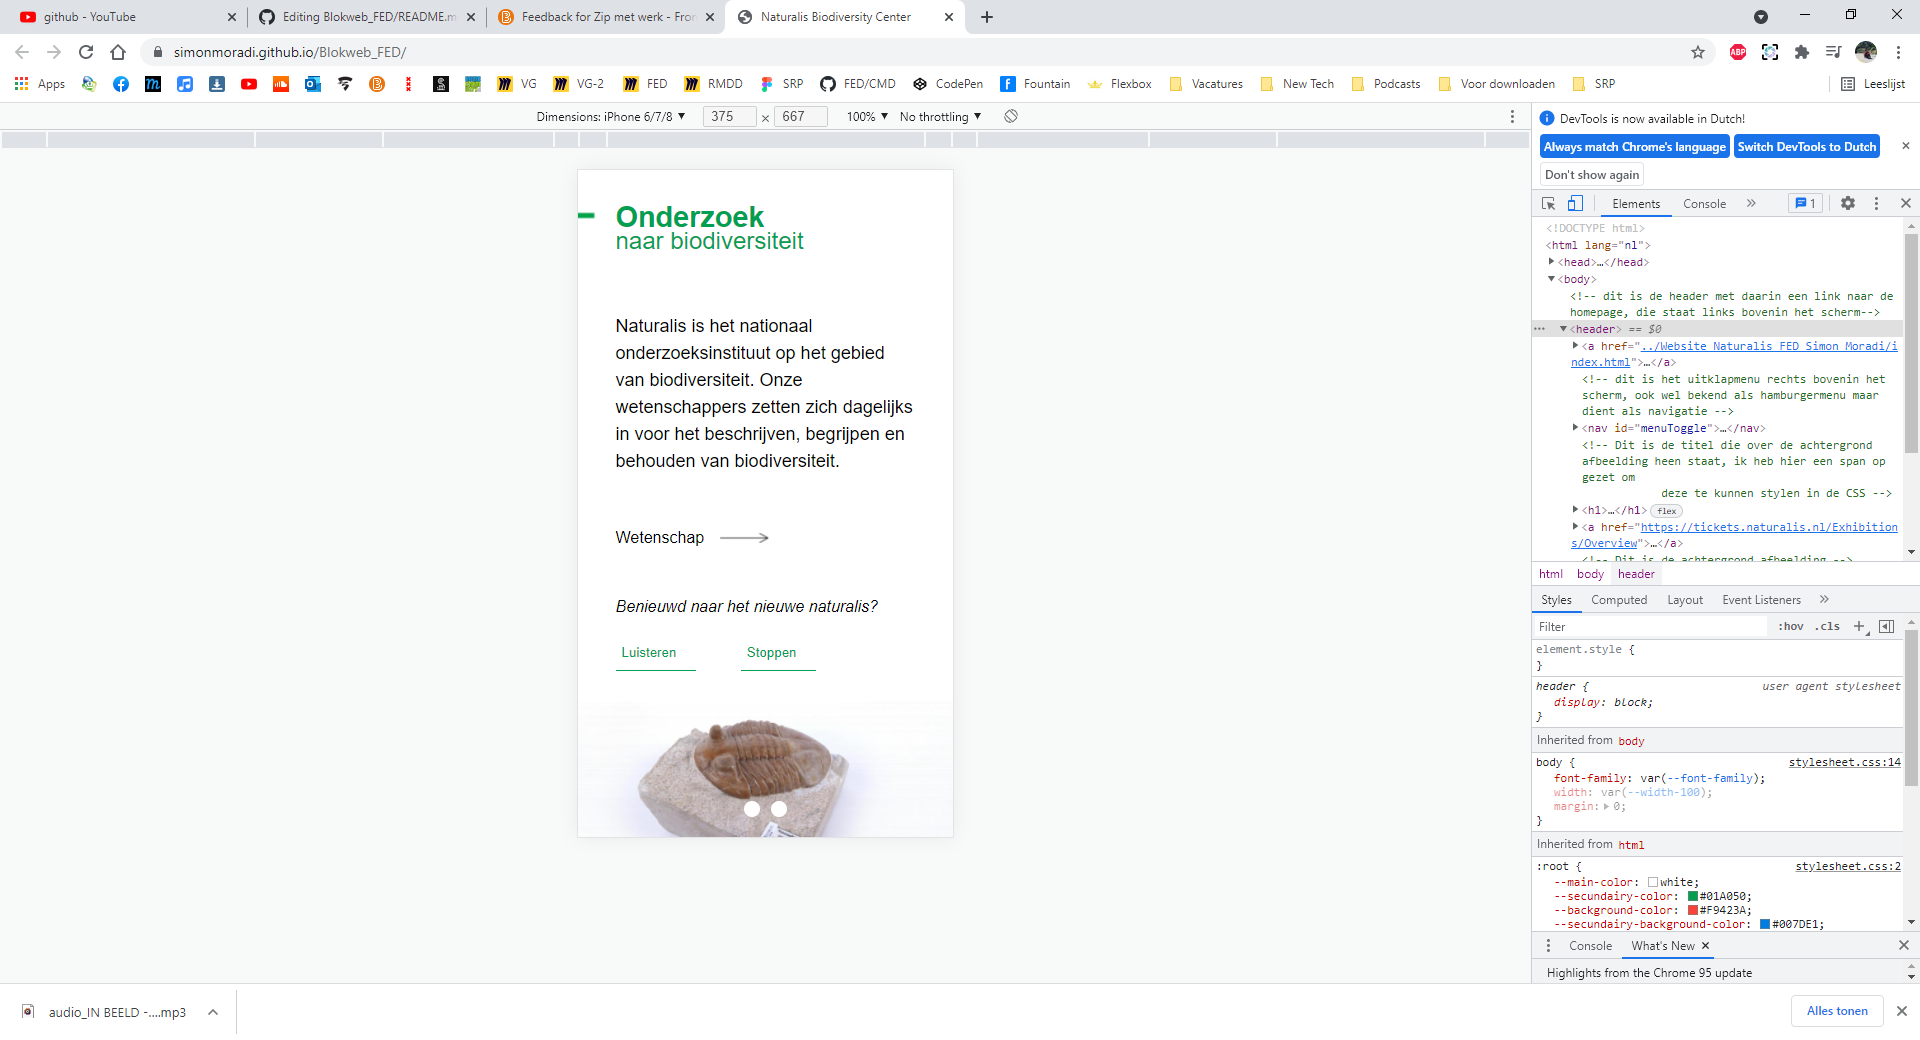 github - YouTube
Editing Blokweb_FED/README.m
Feedback for Zip met werk - Fron
Naturalis Biodiversity Center
simonmoradi.github.io/Blokweb_FED/
ABP
Apps
VG
VG-2
FED
RMDD
SRP
FED/CMD
CodePen
Fountain
Flexbox
Vacatures
New Tech
Podcasts
Voor downloaden
SRP
Leeslijst
Dimensions: iPhone 6/7/8 ▼ 375 × 667 100% ▼ No throttling ▼
Onderzoek
naar biodiversiteit
Naturalis is het nationaal
onderzoeksinstituut op het gebied
van biodiversiteit. Onze
wetenschappers zetten zich dagelijks
in voor het beschrijven, begrijpen en
behouden van biodiversiteit.
Wetenschap
Benieuwd naar het nieuwe naturalis?
Luisteren
Stoppen
DevTools is now available in Dutch!
Always match Chrome's language
Switch DevTools to Dutch
Don't show again
Elements
Console
1
<!DOCTYPE html>
<html lang="nl">
<head>…</head>
<body>
<!-- dit is de header met daarin een link naar de
homepage, die staat links bovenin het scherm-->
<header> == $0
<a href="../Website Naturalis FED Simon Moradi/i
ndex.html">…</a>
<!-- dit is het uitklapmenu rechts bovenin het
scherm, ook wel bekend als hamburgermenu maar
dient als navigatie -->
<nav id="menuToggle">…</nav>
<!-- Dit is de titel die over de achtergrond
afbeelding heen staat, ik heb hier een span op
gezet om
deze te kunnen stylen in de CSS -->
<h1>…</h1> flex
<a href="https://tickets.naturalis.nl/Exhibition
s/Overview">…</a>
<!-- Dit is de achtergrond afbeelding -->
html body header
Styles Computed Layout Event Listeners
Filter
:hov .cls
element.style {
}
header { user agent stylesheet
display: block;
}
Inherited from body
body { stylesheet.css:14
font-family: var(--font-family);
width: var(--width-100);
margin: 0;
}
Inherited from html
:root { stylesheet.css:2
--main-color: white;
--secundairy-color: #01A050;
--background-color: #F9423A;
--secundairy-background-color: #007DE1;
Console What's New
Highlights from the Chrome 95 update
audio_IN BEELD -....mp3
Alles tonen